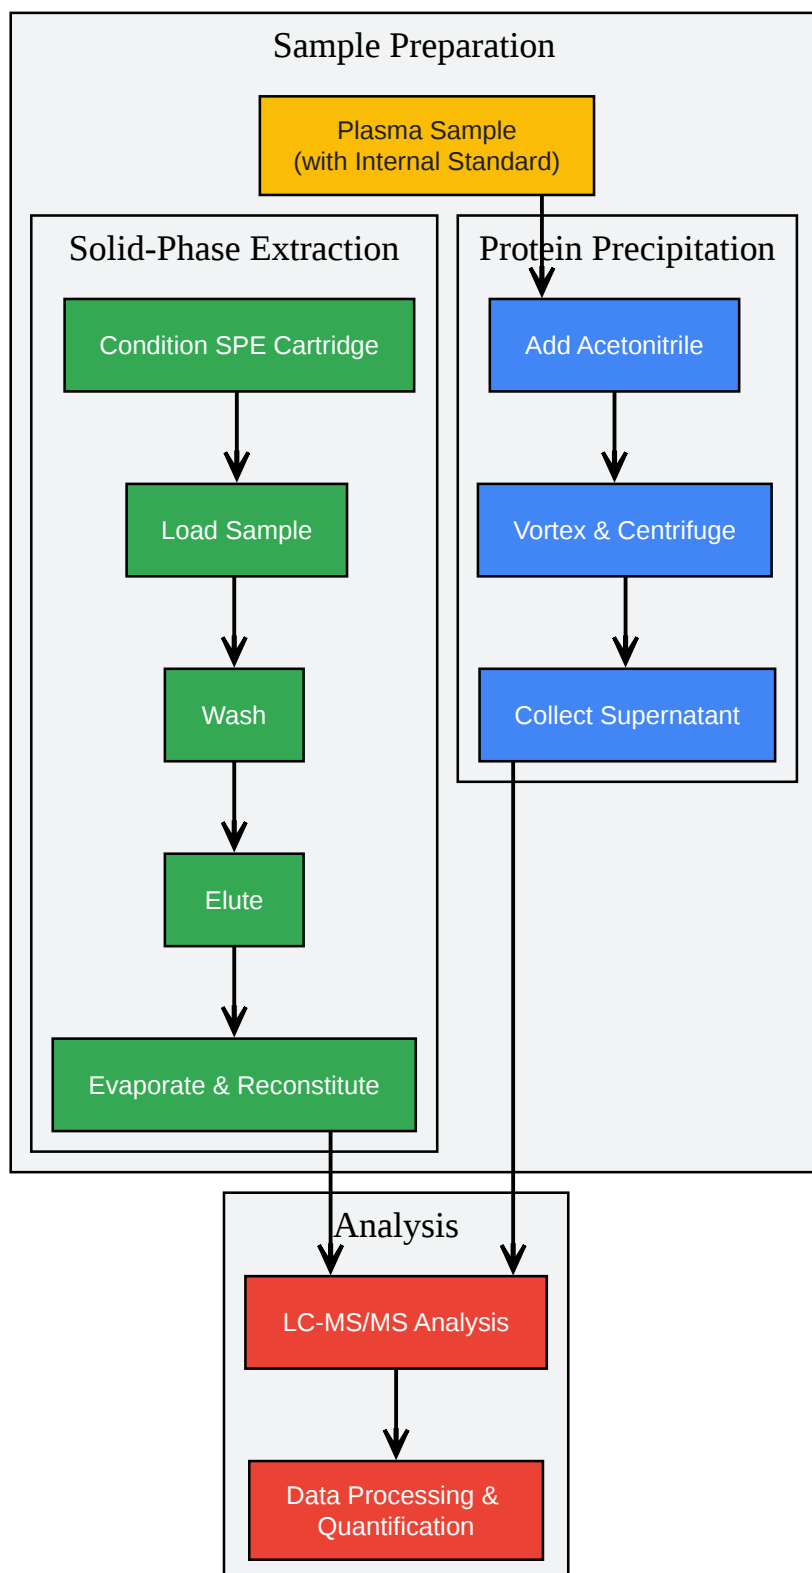 Sample Preparation
Plasma Sample
(with Internal Standard)
Solid-Phase Extraction
Condition SPE Cartridge
Load Sample
Wash
Elute
Evaporate & Reconstitute
Protein Precipitation
Add Acetonitrile
Vortex & Centrifuge
Collect Supernatant
Analysis
LC-MS/MS Analysis
Data Processing &
Quantification